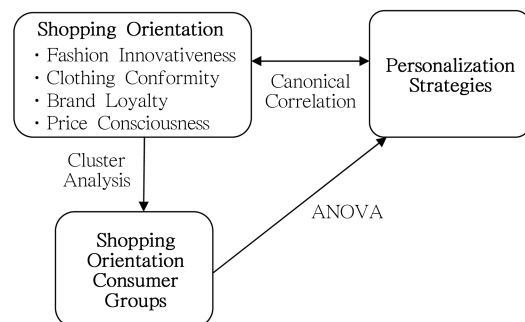 Shopping Orientation
· Fashion Innovativeness
· Clothing Conformity
· Brand Loyalty
· Price Consciousness
Canonical
Correlation
Personalization
Strategies
Cluster
Analysis
ANOVA
Shopping
Orientation
Consumer
Groups